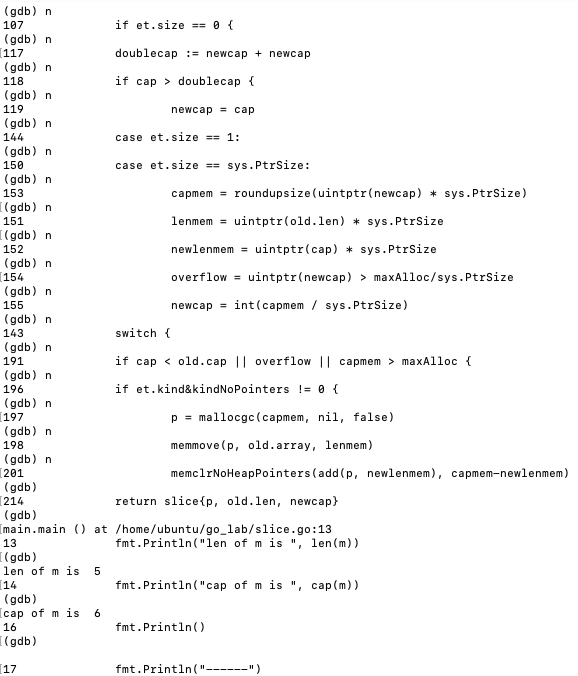 (gdb) n
107 if et.size == 0 {
(gdb) n
[117 doublecap := newcap + newcap
(gdb) n
118 if cap > doublecap {
(gdb) n
119 newcap = cap
(gdb) n
144 case et.size == 1:
(gdb) n
150 case et.size == sys.PtrSize:
(gdb) n
153 capmem = roundupsize(uintptr(newcap) * sys.PtrSize)
[(gdb) n
151 lenmem = uintptr(old.len) * sys.PtrSize
[(gdb) n
152 newlenmem = uintptr(cap) * sys.PtrSize
(gdb) n
[154 overflow = uintptr(newcap) > maxAlloc/sys.PtrSize
(gdb) n
155 newcap = int(capmem / sys.PtrSize)
(gdb) n
143 switch {
(gdb) n
191 if cap < old.cap || overflow || capmem > maxAlloc {
(gdb) n
196 if et.kind&kindNoPointers != 0 {
(gdb) n
[197 p = mallocgc(capmem, nil, false)
(gdb) n
198 memmove(p, old.array, lenmem)
(gdb) n
[201 memclrNoHeapPointers(add(p, newlenmem), capmem-newlenmem)
(gdb)
[214 return slice{p, old.len, newcap}
(gdb)
[main.main () at /home/ubuntu/go_lab/slice.go:13
13 fmt.Println("len of m is ", len(m))
[(gdb)
len of m is  5
[14 fmt.Println("cap of m is ", cap(m))
(gdb)
[cap of m is  6
16 fmt.Println()
[(gdb)
[17 fmt.Println("------")